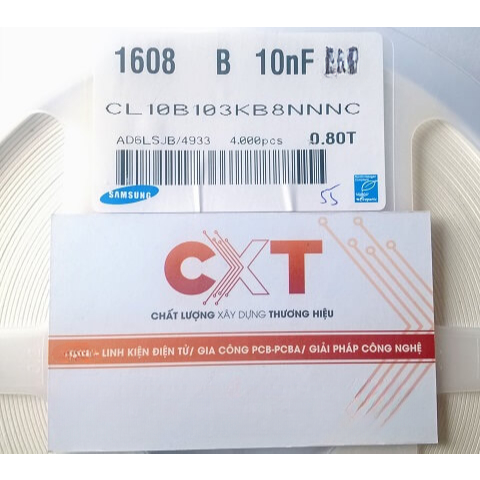 1608 B 10nF
CL10B103KB8NNNC
AD6LSJB/4933 4.000pcs 0.80T
SAMSUNG
55
CXT
CHẤT LƯỢNG XÂY DỰNG THƯƠNG HIỆU
- LINH KIỆN ĐIỆN TỬ/ GIA CÔNG PCB-PCBA/ GIẢI PHÁP CÔNG NGHỆ